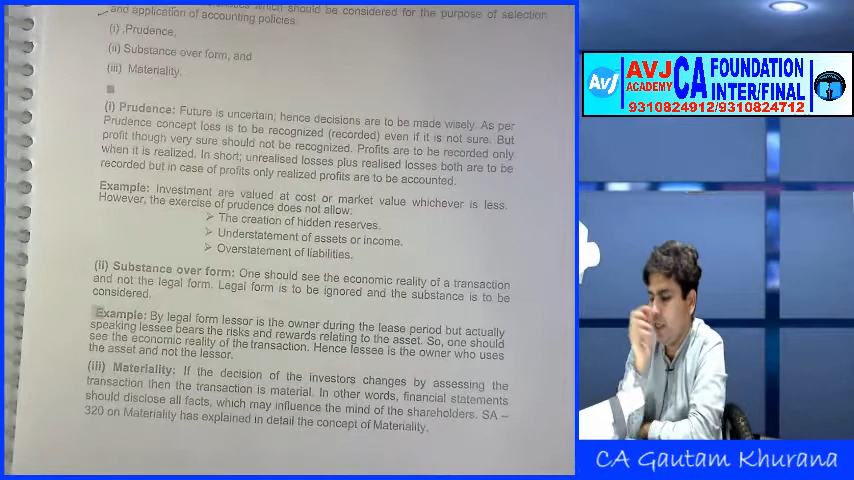 which should be considered for the purpose of selection
and application of accounting policies.
(i) Prudence,
(ii) Substance over form, and
(iii) Materiality.
(i) Prudence: Future is uncertain; hence decisions are to be made wisely. As per
Prudence concept loss is to be recognized (recorded) even if it is not sure. But
profit though very sure should not be recognized. Profits are to be recorded only
when it is realized. In short; unrealised losses plus realised losses both are to be
recorded but in case of profits only realized profits are to be accounted.
Example: Investment are valued at cost or market value whichever is less.
However, the exercise of prudence does not allow:
➢ The creation of hidden reserves.
➢ Understatement of assets or income.
➢ Overstatement of liabilities.
(ii) Substance over form: One should see the economic reality of a transaction
and not the legal form. Legal form is to be ignored and the substance is to be
considered.
Example: By legal form lessor is the owner during the lease period but actually
speaking lessee bears the risks and rewards relating to the asset. So, one should
see the economic reality of the transaction. Hence lessee is the owner who uses
the asset and not the lessor.
(iii) Materiality: If the decision of the investors changes by assessing the
transaction then the transaction is material. In other words, financial statements
should disclose all facts, which may influence the mind of the shareholders. SA –
320 on Materiality has explained in detail the concept of Materiality.
AVJ
AVJ
ACADEMY
CA
FOUNDATION
INTER/FINAL
9310824912/9310824712
CA Gautam Khurana